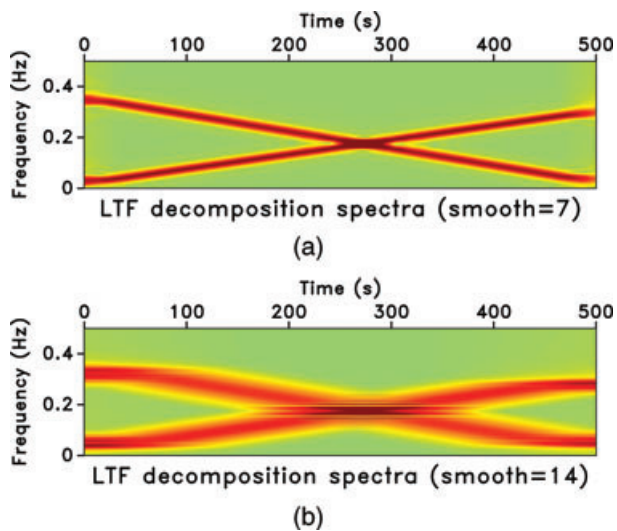 Time (s)
0 100 200 300 400 500
Frequency (Hz)
0.4
0.2
0
LTF decomposition spectra (smooth=7)
(a)
Time (s)
0 100 200 300 400 500
Frequency (Hz)
0.4
0.2
0
LTF decomposition spectra (smooth=14)
(b)